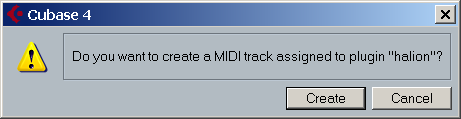 Cubase 4
Do you want to create a MIDI track assigned to plugin "halion"?
Create
Cancel